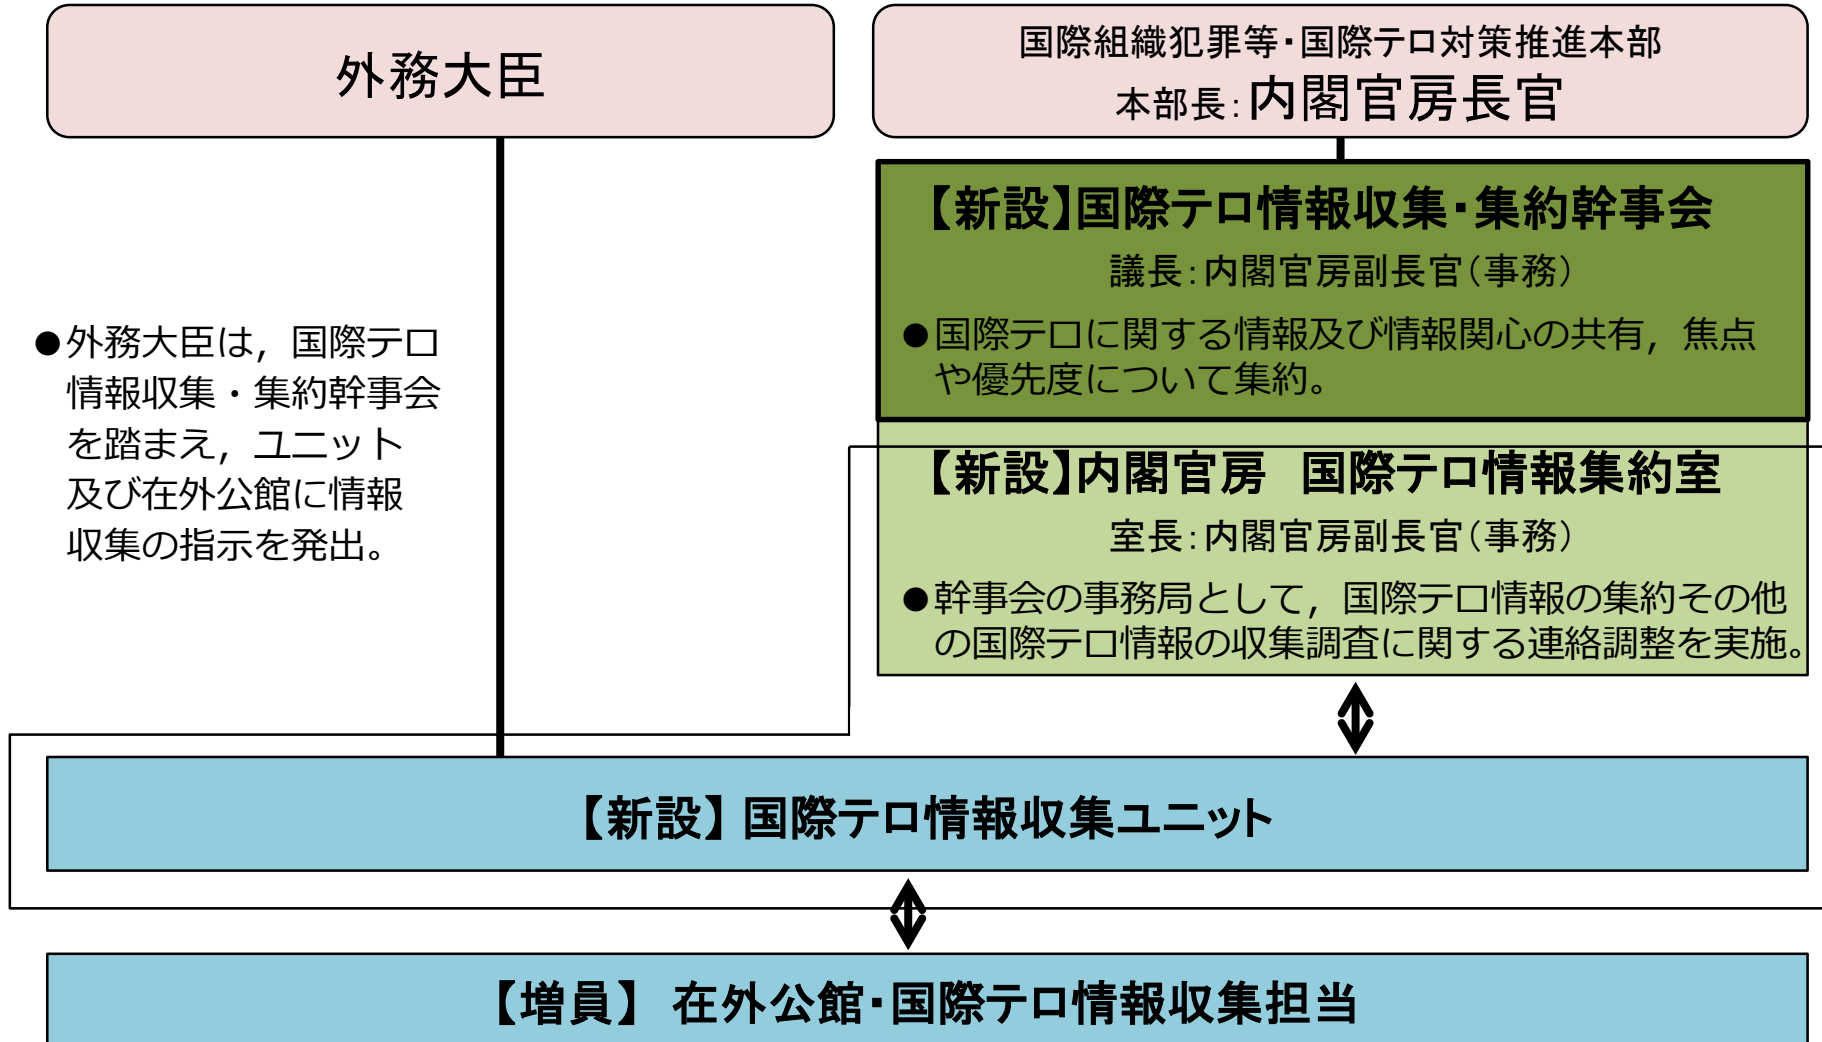 外務大臣
国際組織犯罪等・国際テロ対策推進本部
本部長：内閣官房長官
【新設】国際テロ情報収集・集約幹事会
議長：内閣官房副長官（事務）
●国際テロに関する情報及び情報関心の共有，焦点
や優先度について集約。
●外務大臣は，国際テロ
情報収集・集約幹事会
を踏まえ，ユニット
及び在外公館に情報
収集の指示を発出。
【新設】内閣官房　国際テロ情報集約室
室長：内閣官房副長官（事務）
●幹事会の事務局として，国際テロ情報の集約その他
の国際テロ情報の収集調査に関する連絡調整を実施。
【新設】 国際テロ情報収集ユニット
【増員】 在外公館・国際テロ情報収集担当